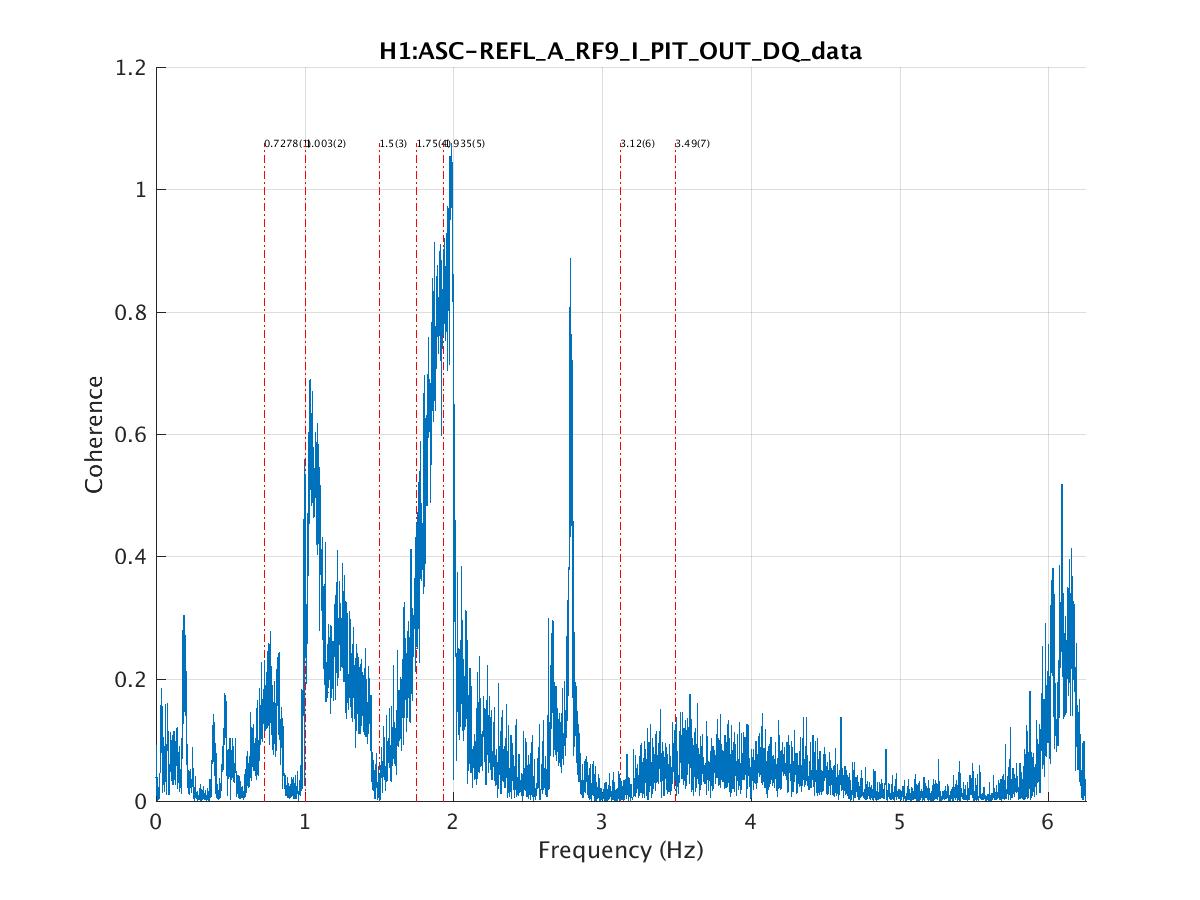 H1:ASC-REFL_A_RF9_I_PIT_OUT_DQ_data
1.2
0.7278(1) 1.003(2) 1.5(3) 1.75(4) 1.935(5) 3.12(6) 3.49(7)
1
0.8
0.6
0.4
0.2
0
Coherence
0 1 2 3 4 5 6
Frequency (Hz)